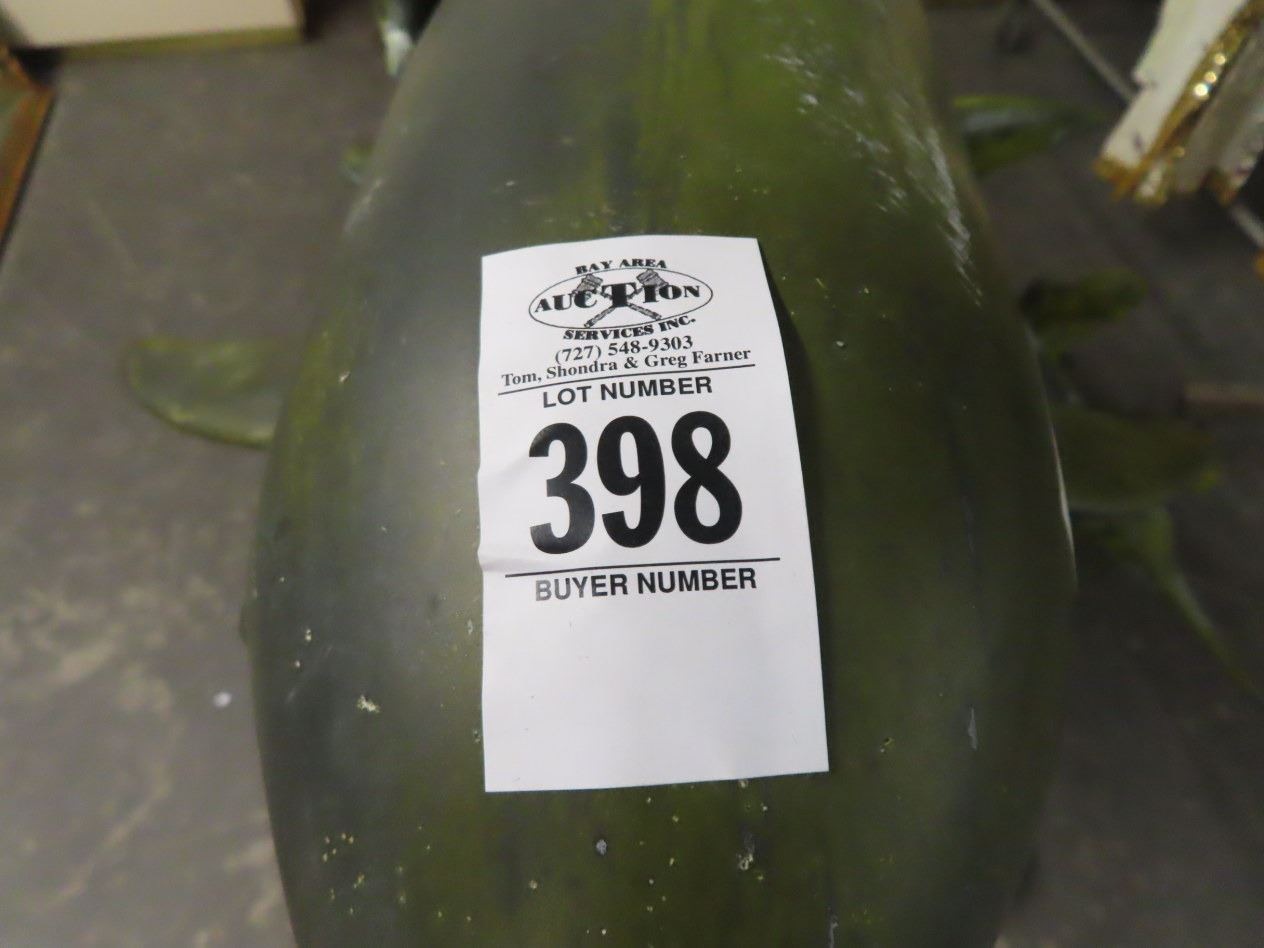 BAY AREA
AUCTION
SERVICES INC.
(727) 548-9303
Tom, Shondra & Greg Farner
LOT NUMBER
398
BUYER NUMBER